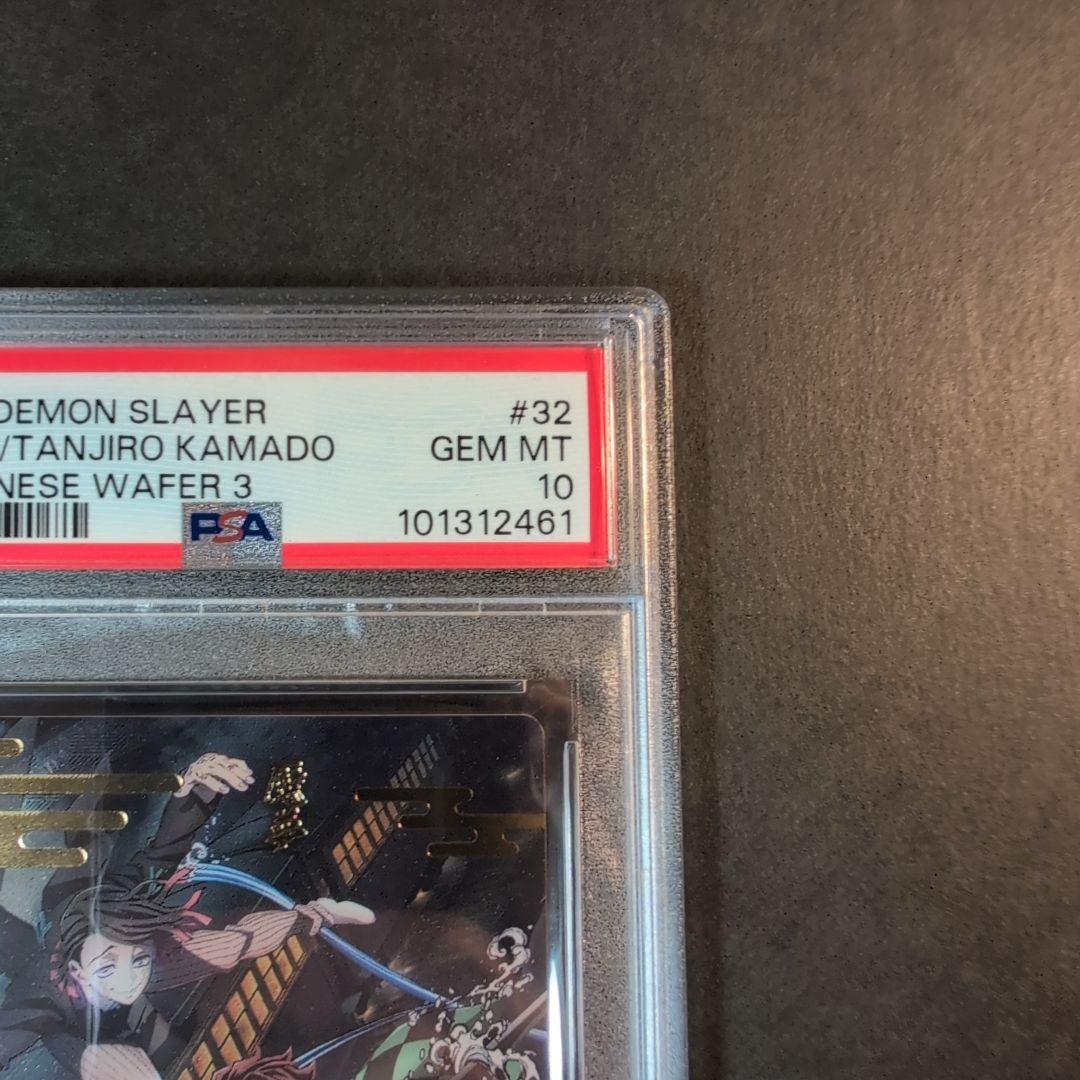 DEMON SLAYER #32
/TANJIRO KAMADO GEM MT
NESE WAFER 3 10
PSA 101312461